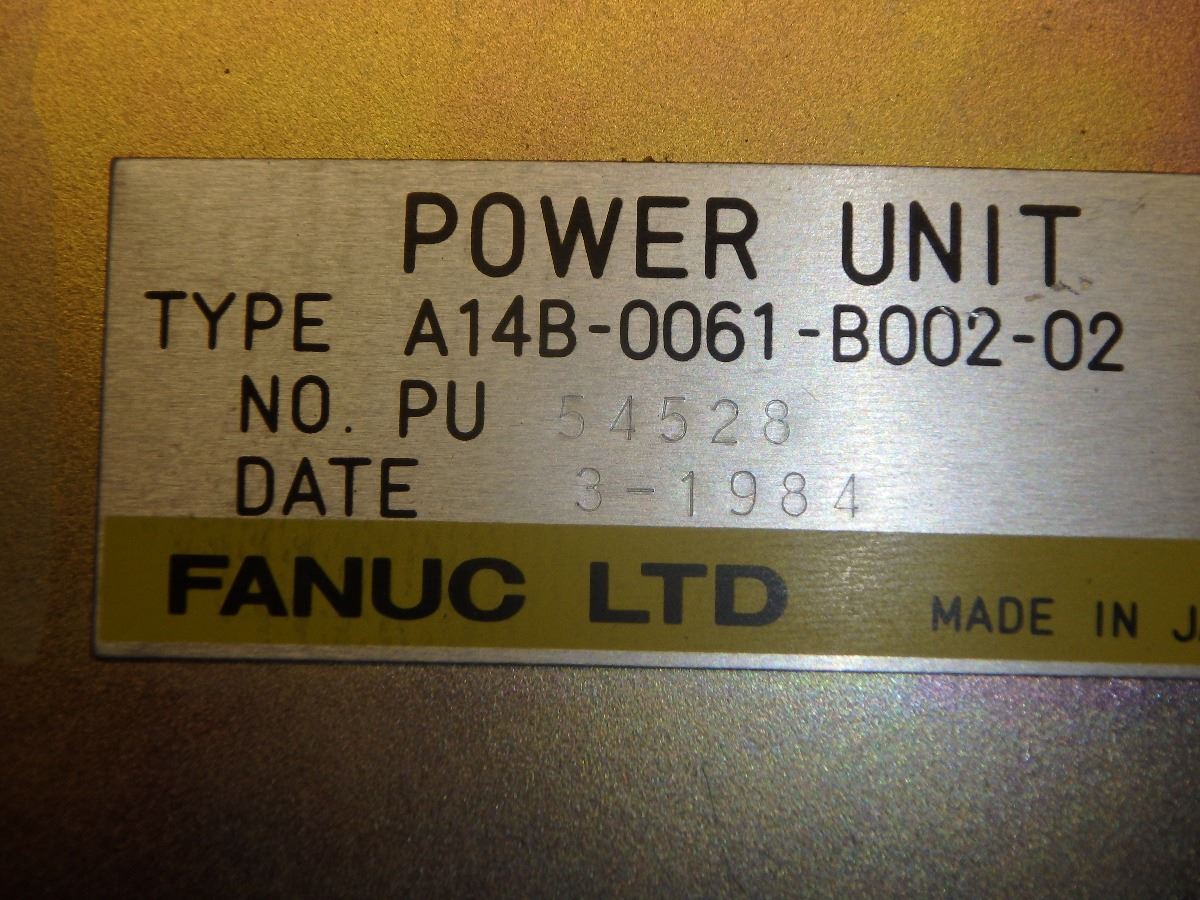 POWER UNIT
TYPE A14B-0061-B002-02
NO. PU 54528
DATE 3-1984
FANUC LTD MADE IN J